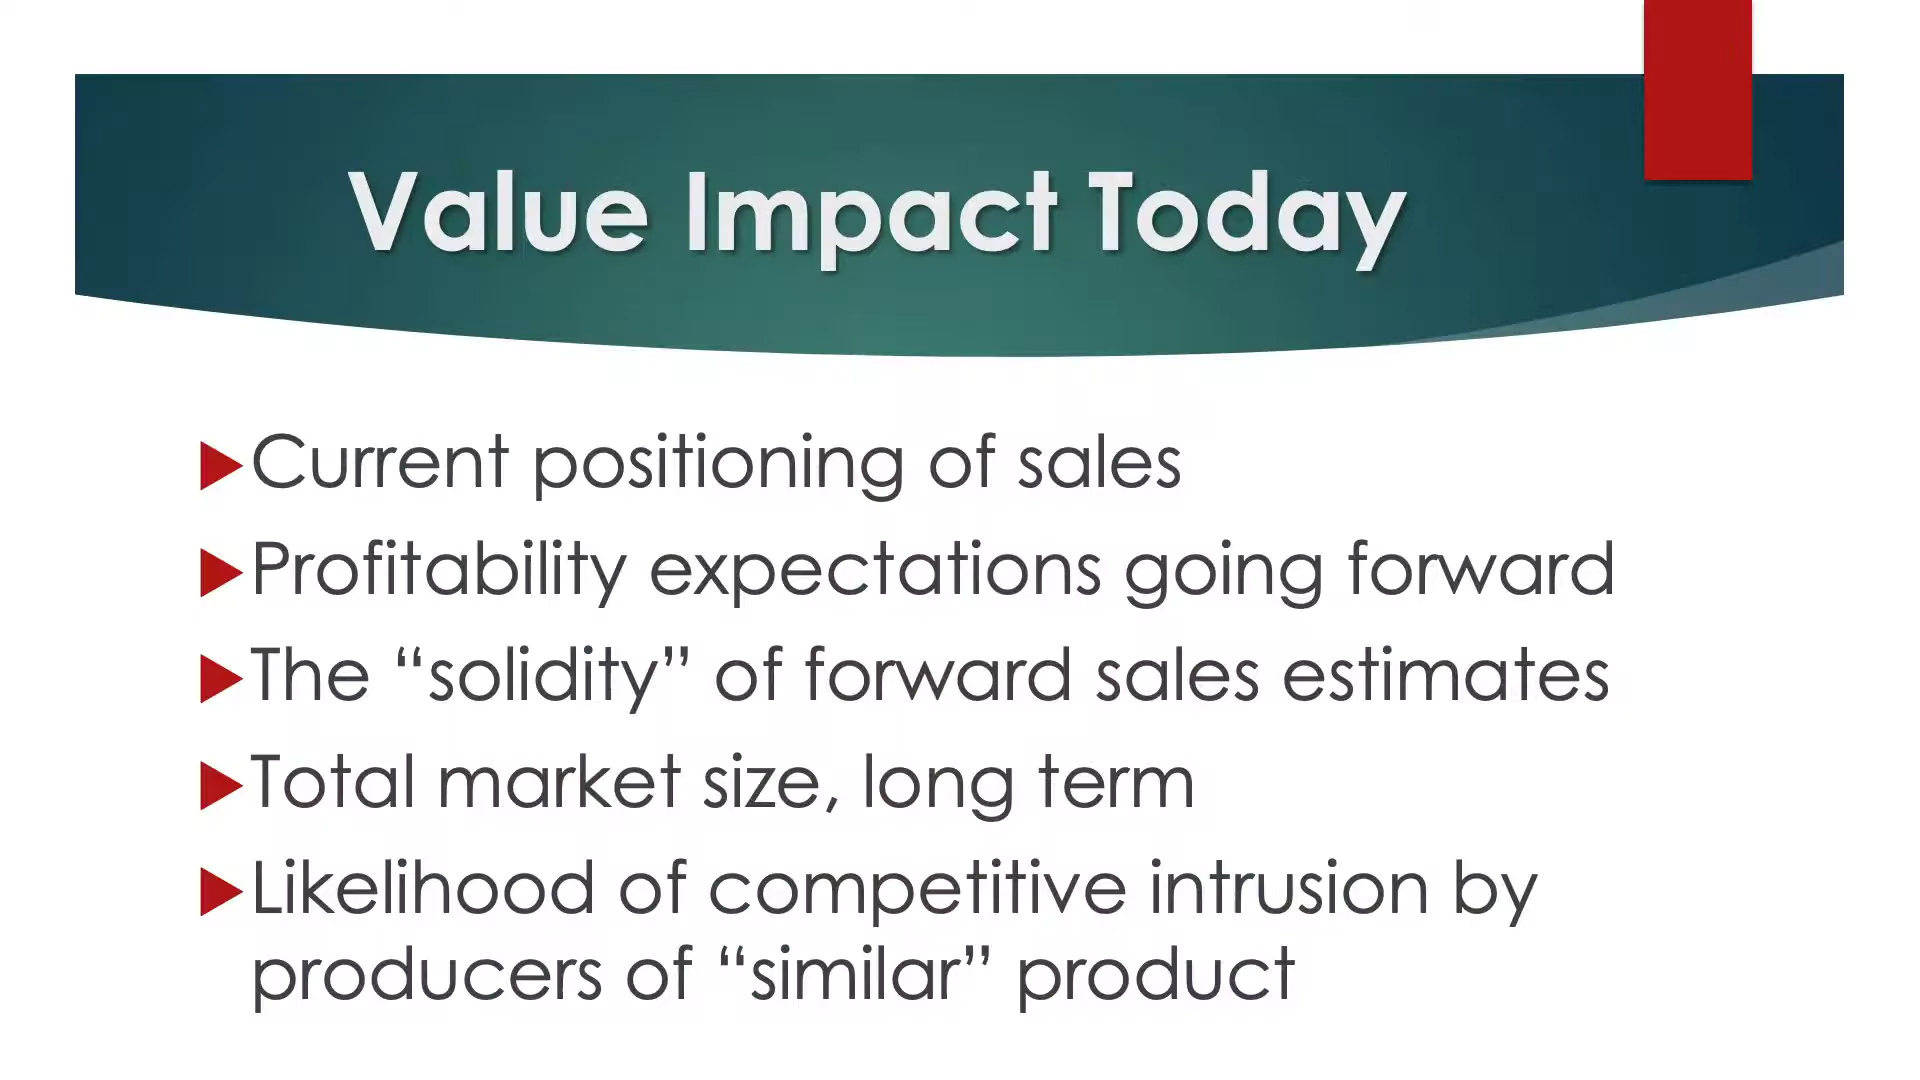 Value Impact Today
Current positioning of sales
Profitability expectations going forward
The “solidity” of forward sales estimates
Total market size, long term
Likelihood of competitive intrusion by
producers of “similar” product